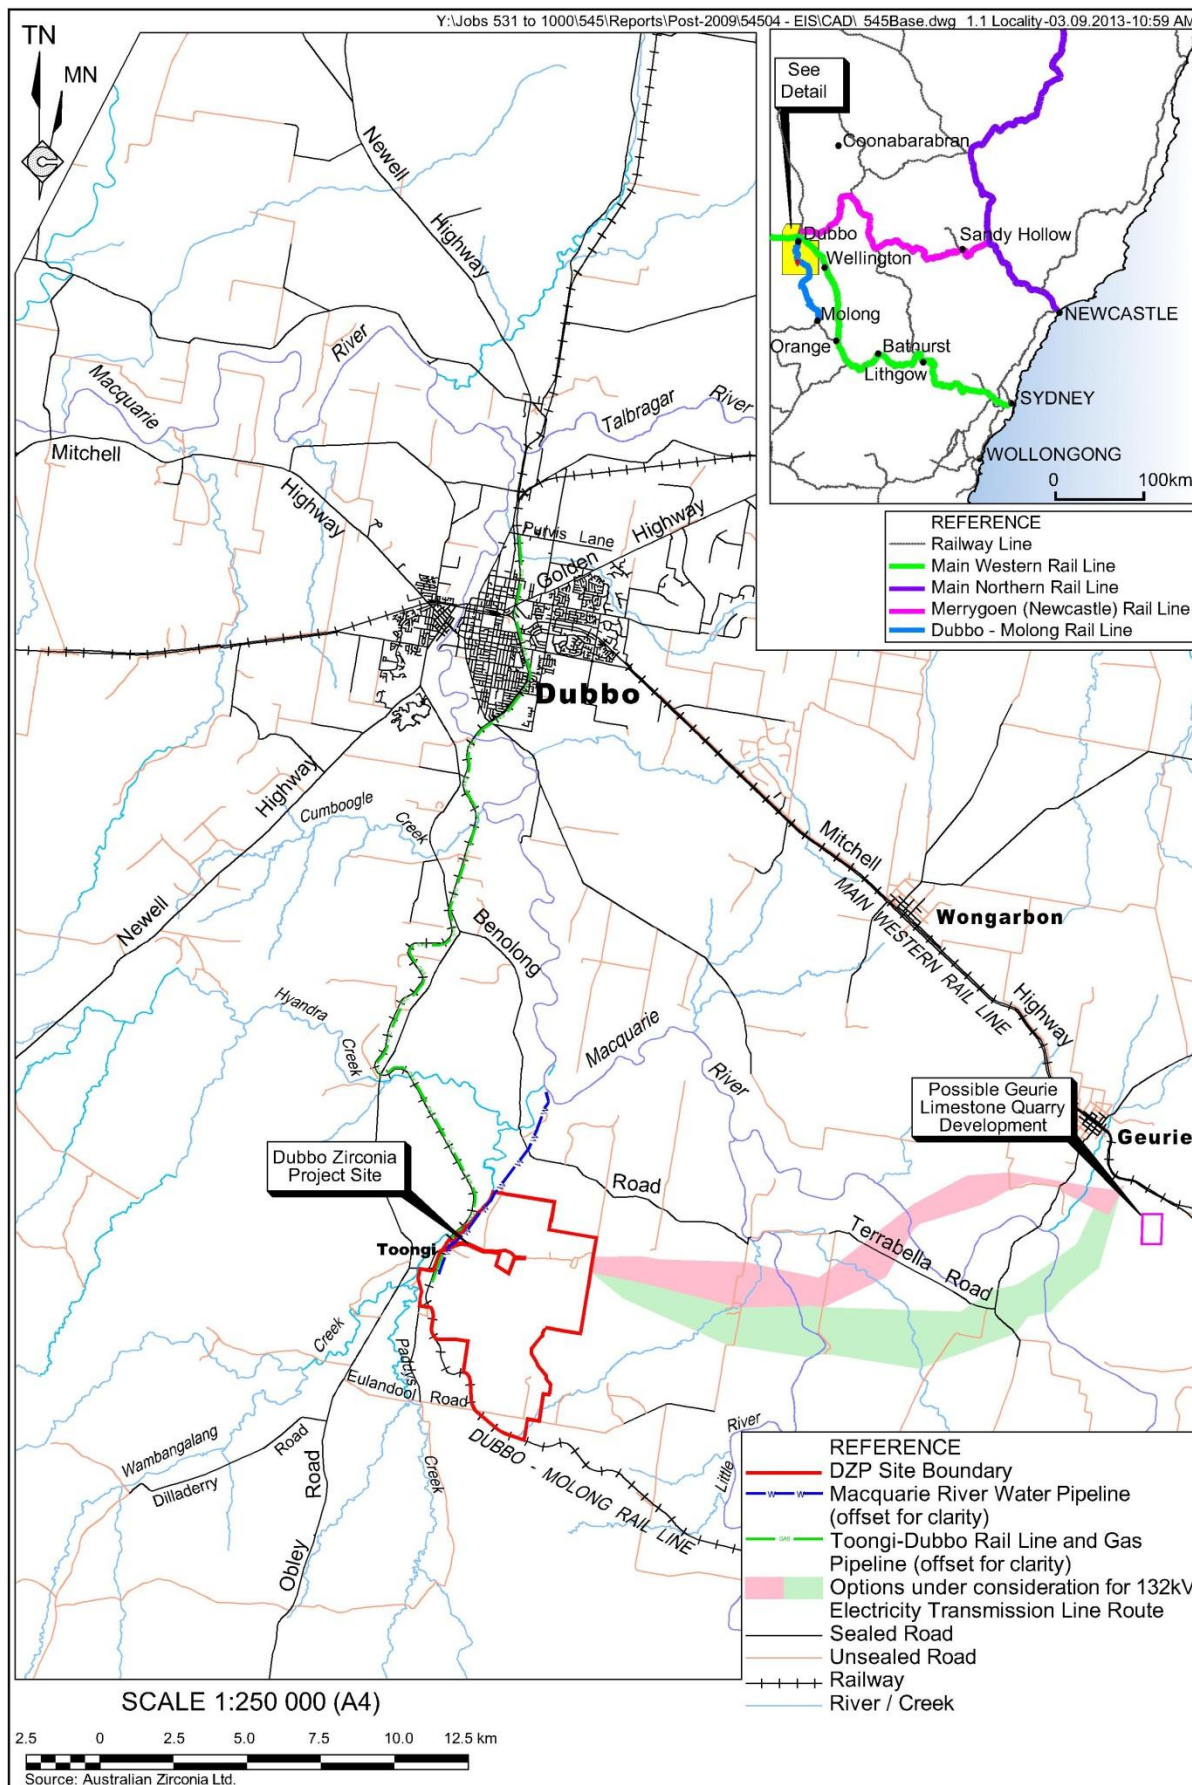 Y:\Jobs 531 to 1000\545\Reports\Post-2009\54504 - EIS\CAD\ 545Base.dwg 1.1 Locality-03.09.2013-10:59 AM
TN
MN
See
Detail
Coonabarabran
Dubbo
Sandy Hollow
Wellington
Molong
NEWCASTLE
Orange
Bathurst
Lithgow
SYDNEY
WOLLONGONG
0 100km
REFERENCE
Railway Line
Main Western Rail Line
Main Northern Rail Line
Merrygoen (Newcastle) Rail Line
Dubbo - Molong Rail Line
Newell
Highway
River
Macquarie
Talbragar River
Mitchell
Highway
Purvis Lane
Golden Highway
Dubbo
Highway
Cumboogle
Creek
Newell
Mitchell
MAIN WESTERN RAIL LINE
Wongarbon
Highway
Benolong
Hyandra
Creek
Macquarie
River
Possible Geurie
Limestone Quarry
Development
Geurie
Dubbo Zirconia
Project Site
Road
Toongi
Terrabella Road
Creek
Paddys
Eulandool Road
Wambangalang
Road
Dilladerry
Road
Obley
Creek
DUBBO - MOLONG RAIL LINE
River
Little
REFERENCE
DZP Site Boundary
W W Macquarie River Water Pipeline
(offset for clarity)
GAS Toongi-Dubbo Rail Line and Gas
Pipeline (offset for clarity)
Options under consideration for 132kV
Electricity Transmission Line Route
Sealed Road
Unsealed Road
Railway
River / Creek
SCALE 1:250 000 (A4)
2.5 0 2.5 5.0 7.5 10.0 12.5 km
Source: Australian Zirconia Ltd.